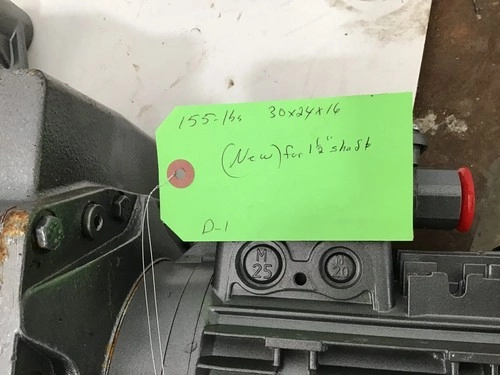 155-lbs 30x24x16
(New) for 1½" shaft
D-1
M
25
M
20